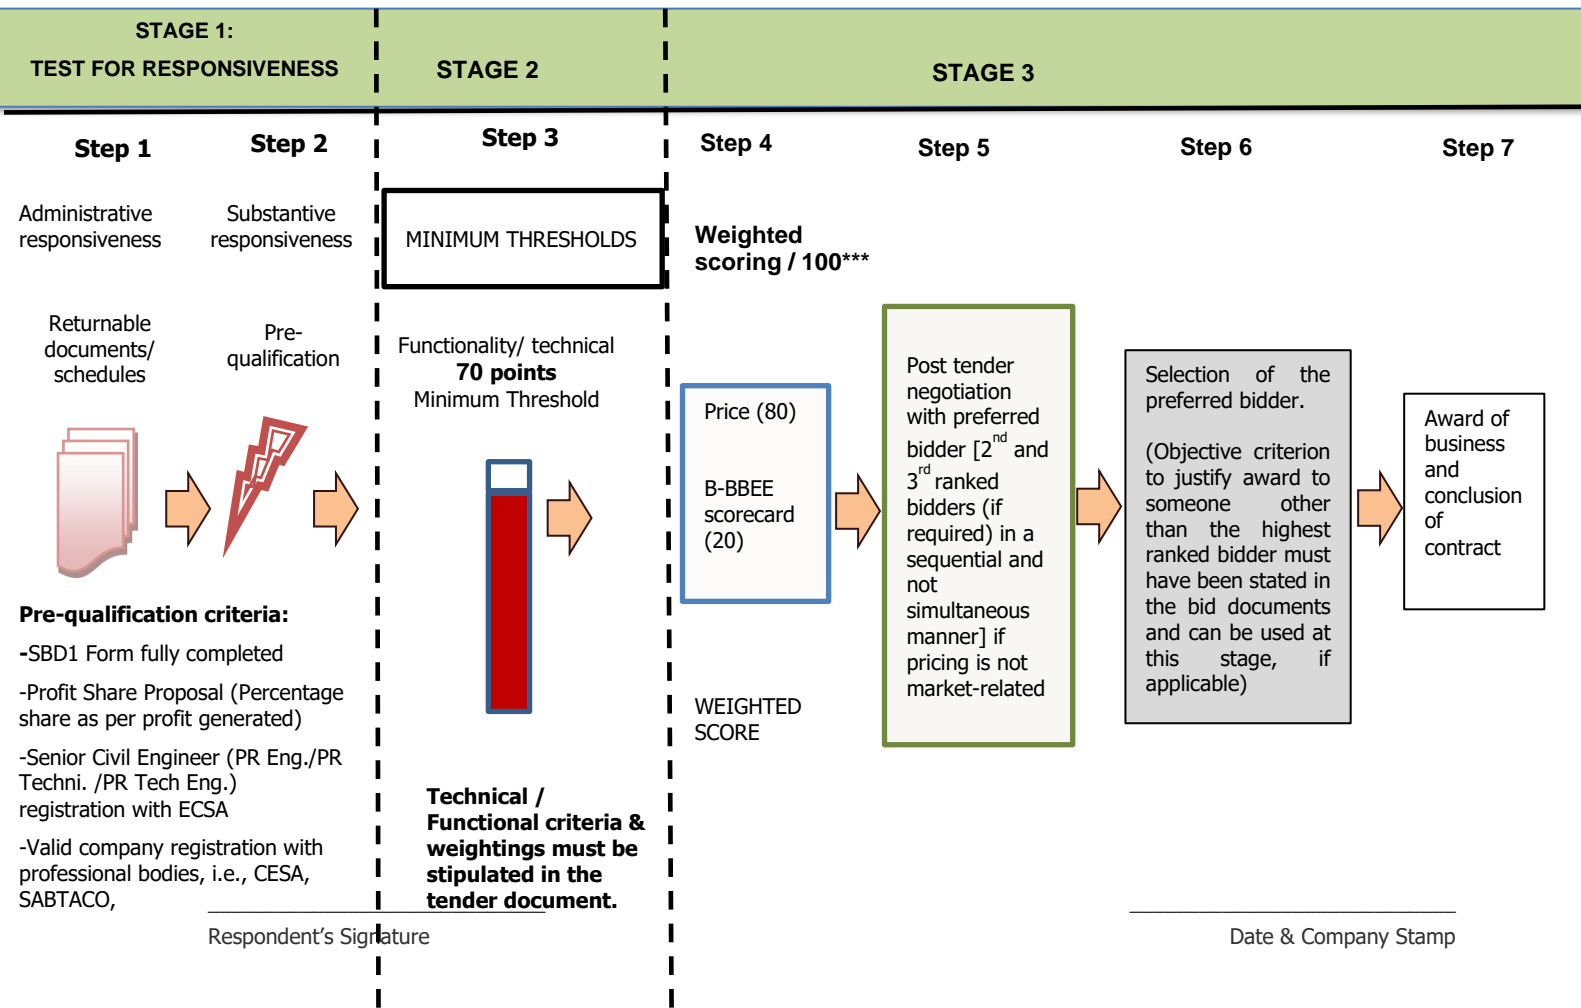 STAGE 1:
TEST FOR RESPONSIVENESS
STAGE 2
STAGE 3
Step 1
Step 2
Step 3
Step 4
Step 5
Step 6
Step 7
Administrative
responsiveness
Substantive
responsiveness
MINIMUM THRESHOLDS
Weighted
scoring / 100***
Returnable
documents/
schedules
Pre-
qualification
Functionality/ technical
70 points
Minimum Threshold
Price (80)
B-BBEE
scorecard
(20)
Post tender
negotiation
with preferred
bidder [2nd and
3rd ranked
bidders (if
required) in a
sequential and
not
simultaneous
manner] if
pricing is not
market-related
Selection of the
preferred bidder.
(Objective criterion
to justify award to
someone other
than the highest
ranked bidder must
have been stated in
the bid documents
and can be used at
this stage, if
applicable)
Award of
business
and
conclusion
of
contract
Pre-qualification criteria:
-SBD1 Form fully completed
-Profit Share Proposal (Percentage
share as per profit generated)
-Senior Civil Engineer (PR Eng./PR
Techni. /PR Tech Eng.)
registration with ECSA
-Valid company registration with
professional bodies, i.e., CESA,
SABTACO,
Technical /
Functional criteria &
weightings must be
stipulated in the
tender document.
WEIGHTED
SCORE
Respondent’s Signature
Date & Company Stamp